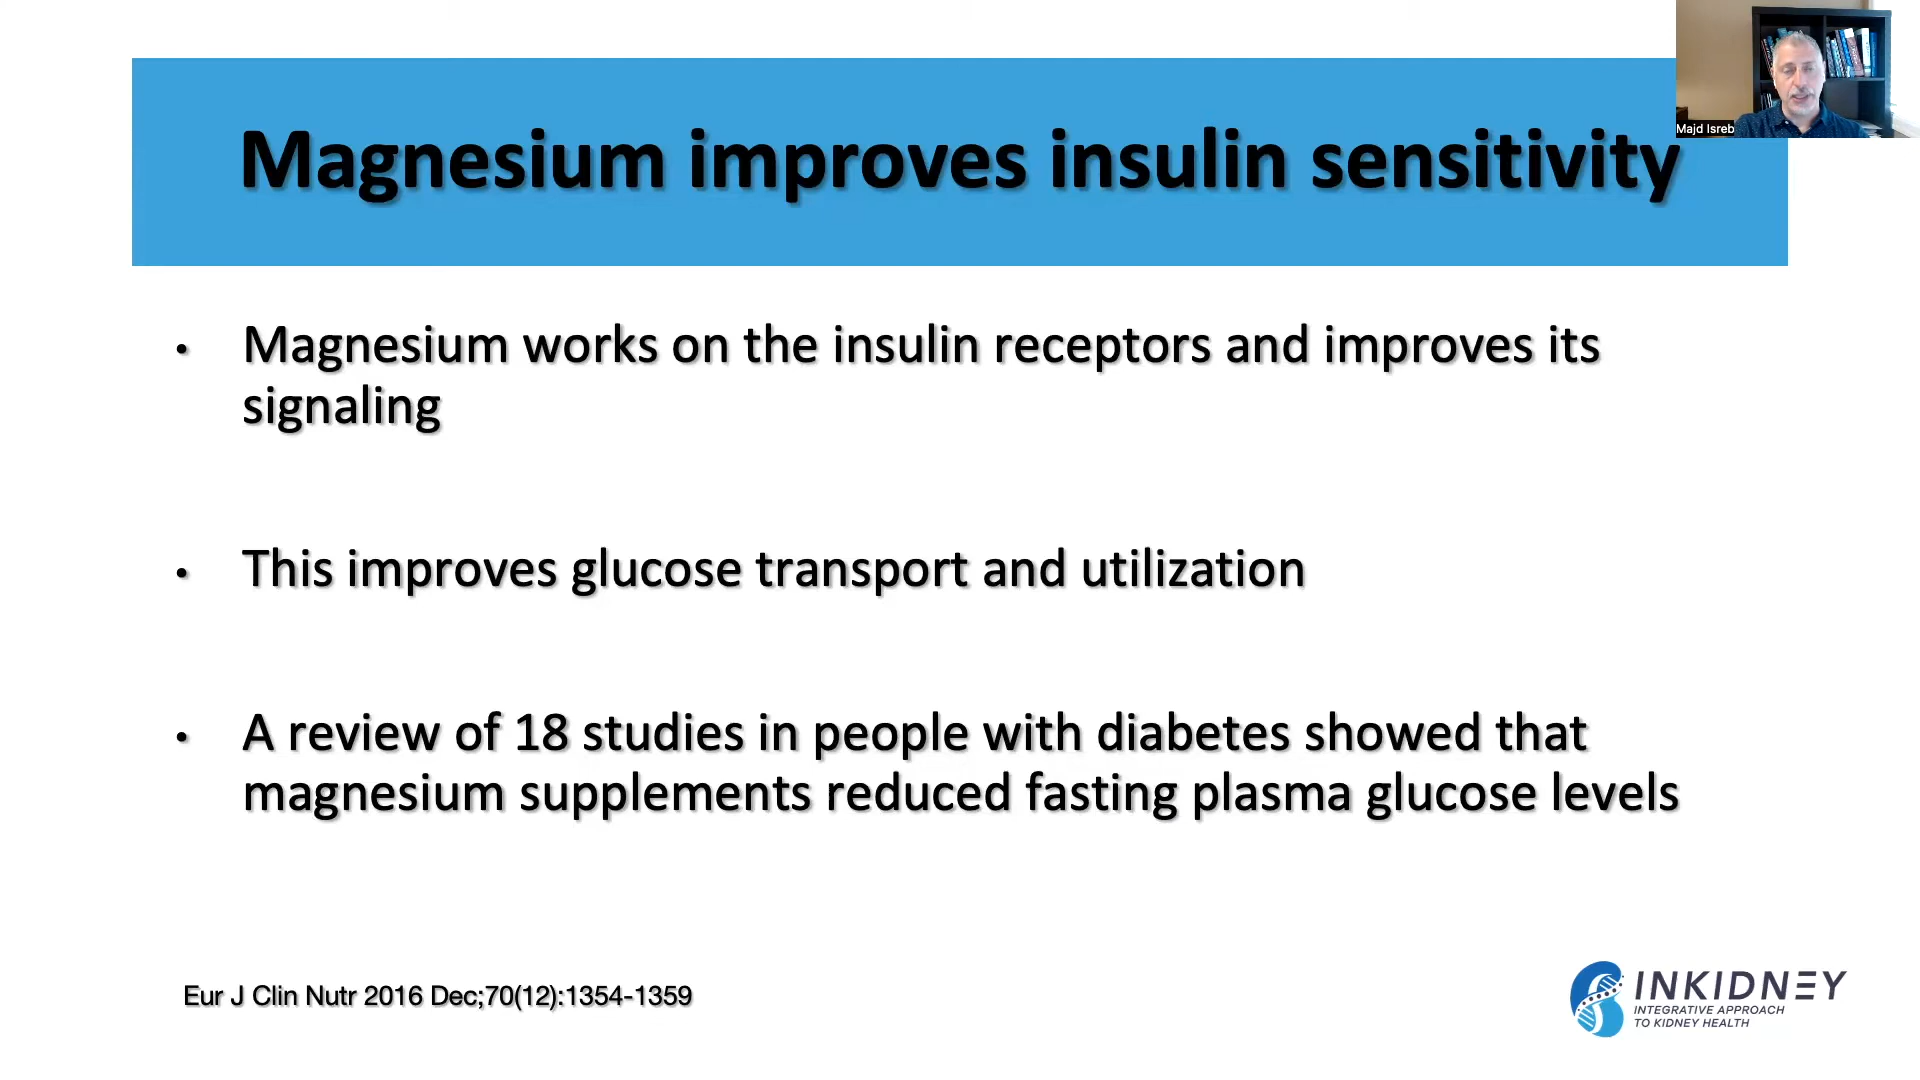 Majd Isreb
Magnesium improves insulin sensitivity
• Magnesium works on the insulin receptors and improves its
signaling
• This improves glucose transport and utilization
• A review of 18 studies in people with diabetes showed that
magnesium supplements reduced fasting plasma glucose levels
Eur J Clin Nutr 2016 Dec;70(12):1354-1359
INKIDNEY
INTEGRATIVE APPROACH
TO KIDNEY HEALTH